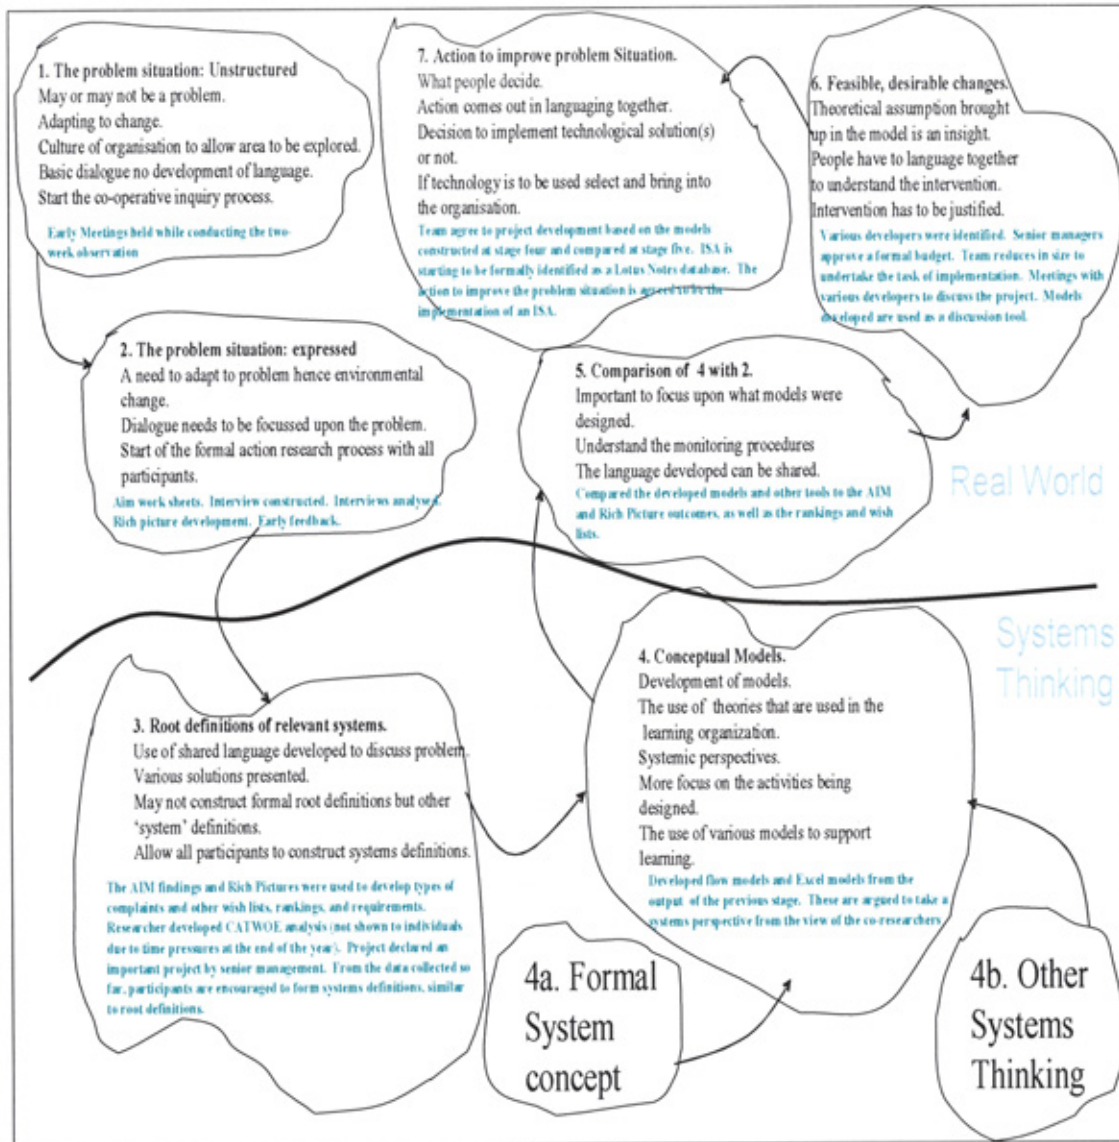 1. The problem situation: Unstructured
May or may not be a problem.
Adapting to change.
Culture of organisation to allow area to be explored.
Basic dialogue no development of language.
Start the co-operative inquiry process.
Early Meetings held while conducting the two-
week observation
7. Action to improve problem Situation.
What people decide.
Action comes out in languaging together.
Decision to implement technological solution(s)
or not.
If technology is to be used select and bring into
the organisation.
Team agree to project development based on the models
constructed at stage four and compared at stage five. ISA is
starting to be formally identified as a Lotus Notes database. The
action to improve the problem situation is agreed to be the
implementation of an ISA.
6. Feasible, desirable changes.
Theoretical assumption brought
up in the model is an insight.
People have to language together
to understand the intervention.
Intervention has to be justified.
Various developers were identified. Senior managers
approve a formal budget. Team reduces in size to
undertake the task of implementation. Meetings with
various developers to discuss the project. Models
developed are used as a discussion tool.
2. The problem situation: expressed
A need to adapt to problem hence environmental
change.
Dialogue needs to be focussed upon the problem.
Start of the formal action research process with all
participants.
Aim work sheets. Interview constructed. Interviews analysed.
Rich picture development. Early feedback.
5. Comparison of 4 with 2.
Important to focus upon what models were
designed.
Understand the monitoring procedures
The language developed can be shared.
Compared the developed models and other tools to the AIM
and Rich Picture outcomes, as well as the rankings and wish
lists.
Real World
Systems
Thinking
3. Root definitions of relevant systems.
Use of shared language developed to discuss problem.
Various solutions presented.
May not construct formal root definitions but other
‘system’ definitions.
Allow all participants to construct systems definitions.
The AIM findings and Rich Pictures were used to develop types of
complaints and other wish lists, rankings, and requirements.
Researcher developed CATWOE analysis (not shown to individuals
due to time pressures at the end of the year). Project declared an
important project by senior management. From the data collected so
far, participants are encouraged to form systems definitions, similar
to root definitions.
4. Conceptual Models.
Development of models.
The use of theories that are used in the
learning organization.
Systemic perspectives.
More focus on the activities being
designed.
The use of various models to support
learning.
Developed flow models and Excel models from the
output of the previous stage. These are argued to take a
systems perspective from the view of the co-researchers
4a. Formal
System
concept
4b. Other
Systems
Thinking